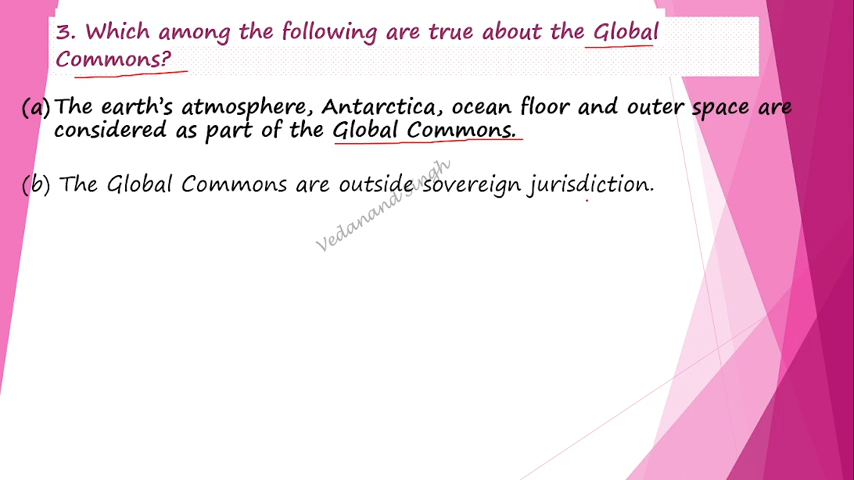 3. Which among the following are true about the Global
Commons?
(a) The earth's atmosphere, Antarctica, ocean floor and outer space are
considered as part of the Global Commons.
(b) The Global Commons are outside sovereign jurisdiction.
Vedanand Singh